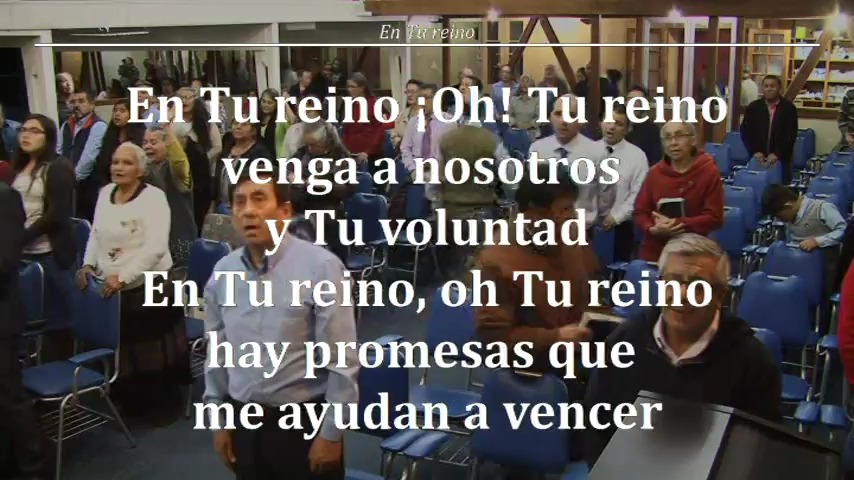 En Tu reino
En Tu reino ¡Oh! Tu reino
venga a nosotros
y Tu voluntad
En Tu reino, oh Tu reino
hay promesas que
me ayudan a vencer